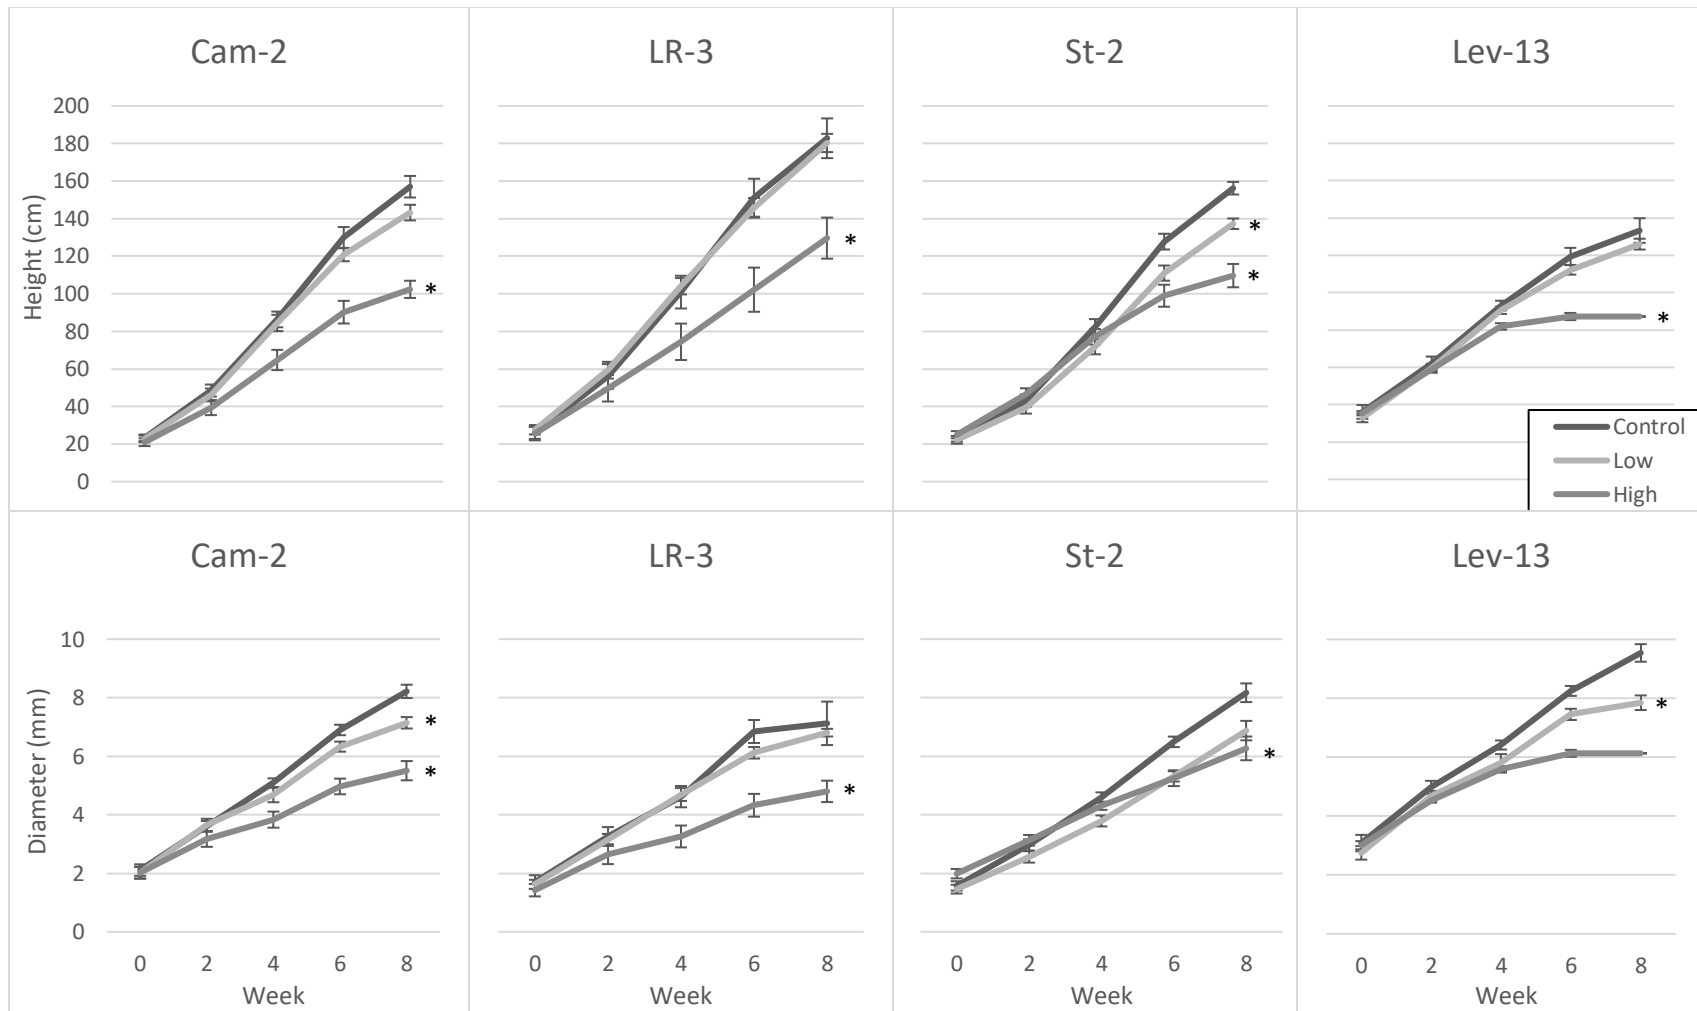 Cam-2
LR-3
St-2
Lev-13
Height (cm)
200
180
160
140
120
100
80
60
40
20
0
*
*
*
*
*
Control
Low
High
Cam-2
LR-3
St-2
Lev-13
Diameter (mm)
10
8
6
4
2
0
*
*
*
*
*
0 2 4 6 8
0 2 4 6 8
0 2 4 6 8
0 2 4 6 8
Week
Week
Week
Week